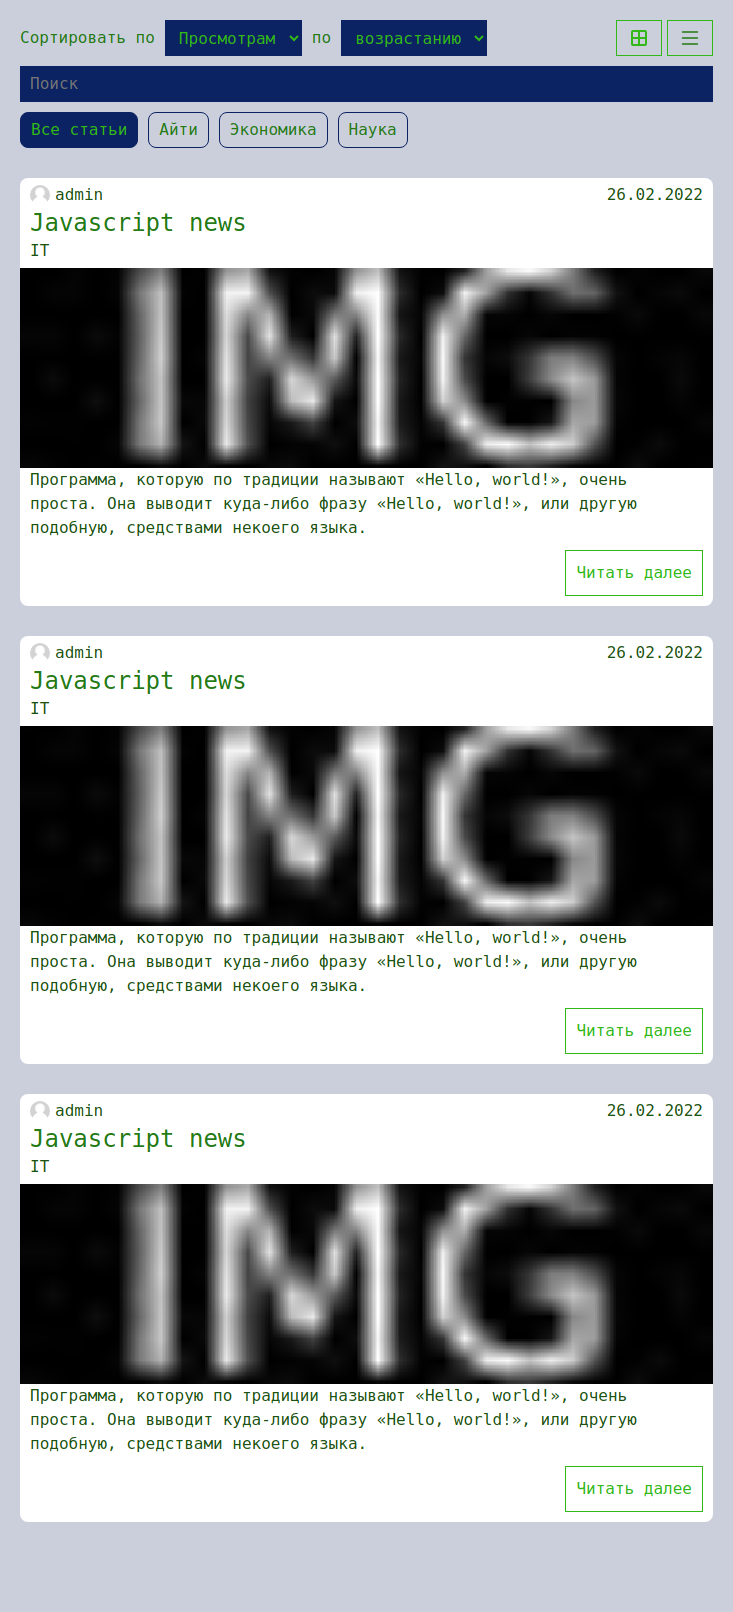 Сортировать по Просмотрам по возрастанию
Поиск
Все статьи Айти Экономика Наука
admin 26.02.2022
Javascript news
IT
IMG
Программа, которую по традиции называют «Hello, world!», очень
проста. Она выводит куда-либо фразу «Hello, world!», или другую
подобную, средствами некоего языка.
Читать далее
admin 26.02.2022
Javascript news
IT
IMG
Программа, которую по традиции называют «Hello, world!», очень
проста. Она выводит куда-либо фразу «Hello, world!», или другую
подобную, средствами некоего языка.
Читать далее
admin 26.02.2022
Javascript news
IT
IMG
Программа, которую по традиции называют «Hello, world!», очень
проста. Она выводит куда-либо фразу «Hello, world!», или другую
подобную, средствами некоего языка.
Читать далее